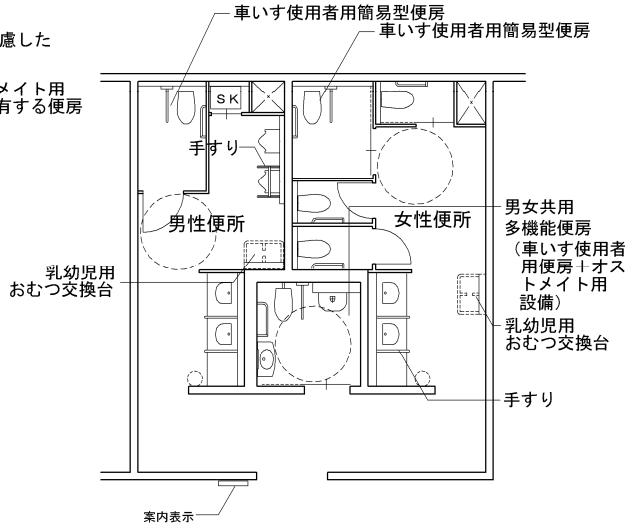 車いす使用者用簡易型便房
車いす使用者用簡易型便房
慮した
メイト用
有する便房
SK
手すり
男性便所
女性便所
男女共用
多機能便房
（車いす使用者
用便房＋オス
トメイト用
設備）
乳幼児用
おむつ交換台
乳幼児用
おむつ交換台
手すり
案内表示